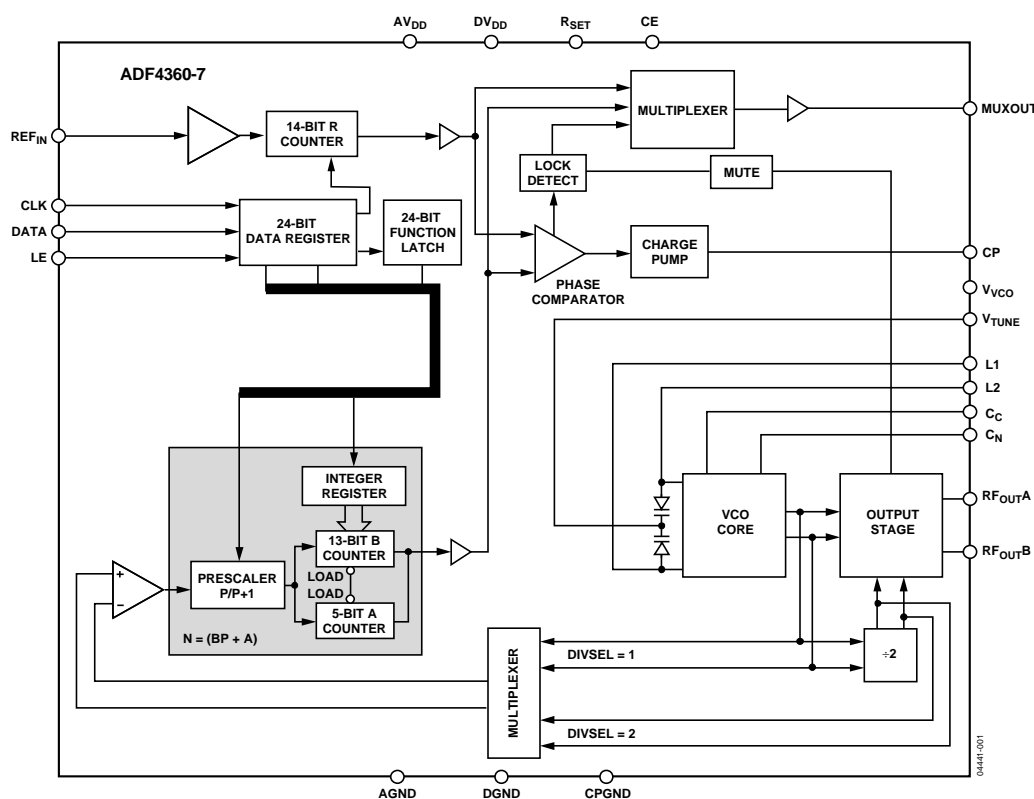 AVDD
DVDD
RSET
CE
ADF4360-7
REFIN
14-BIT R
COUNTER
MULTIPLEXER
MUXOUT
LOCK
DETECT
MUTE
CLK
DATA
LE
24-BIT
DATA REGISTER
24-BIT
FUNCTION
LATCH
PHASE
COMPARATOR
CHARGE
PUMP
CP
VVCO
VTUNE
L1
L2
CC
CN
INTEGER
REGISTER
13-BIT B
COUNTER
LOAD
LOAD
5-BIT A
COUNTER
PRESCALER
P/P+1
+
−
N = (BP + A)
VCO
CORE
OUTPUT
STAGE
RFOUTA
RFOUTB
MULTIPLEXER
DIVSEL = 1
DIVSEL = 2
÷2
AGND
DGND
CPGND
04441-001